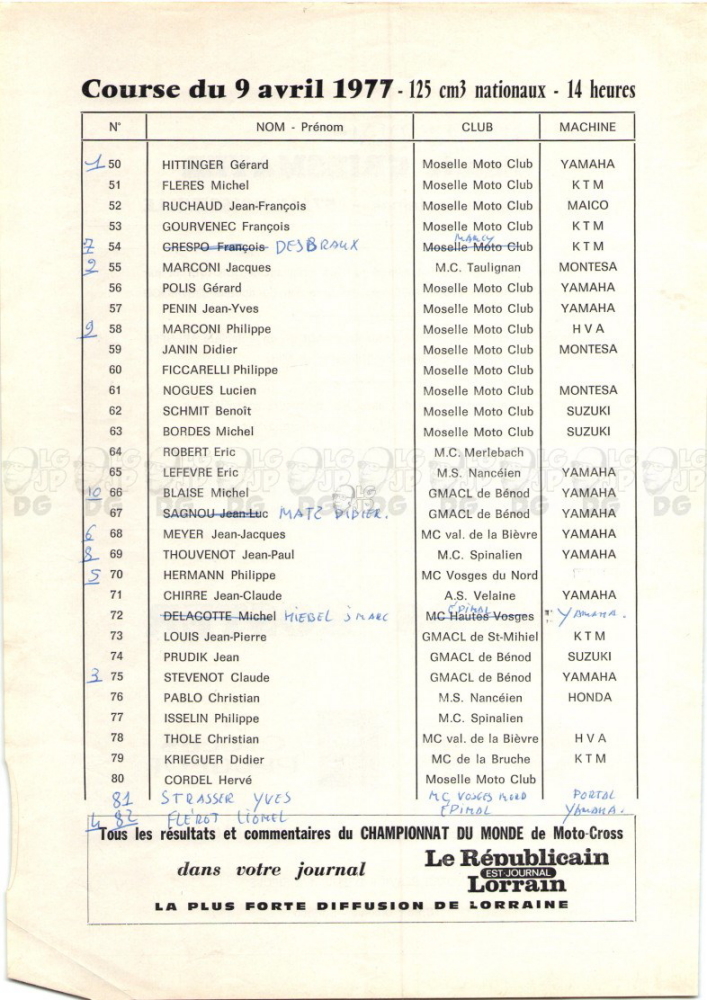 Course du 9 avril 1977 - 125 cm3 nationaux - 14 heures
N° NOM - Prénom CLUB MACHINE
1 50 HITTINGER Gérard Moselle Moto Club YAMAHA
51 FLERES Michel Moselle Moto Club KTM
52 RUCHAUD Jean-François Moselle Moto Club MAICO
53 GOURVENEC François Moselle Moto Club KTM
NANCY
7 54 CRESPO François DESBRAUX Moselle Moto Club KTM
2 55 MARCONI Jacques M.C. Taulignan MONTESA
56 POLIS Gérard Moselle Moto Club YAMAHA
57 PENIN Jean-Yves Moselle Moto Club YAMAHA
9 58 MARCONI Philippe Moselle Moto Club HVA
59 JANIN Didier Moselle Moto Club MONTESA
60 FICCARELLI Philippe Moselle Moto Club
61 NOGUES Lucien Moselle Moto Club MONTESA
62 SCHMIT Benoît Moselle Moto Club SUZUKI
63 BORDES Michel Moselle Moto Club SUZUKI
64 ROBERT Eric M.C. Merlebach
65 LEFEVRE Eric M.S. Nancéien YAMAHA
10 66 BLAISE Michel GMACL de Bénod YAMAHA
67 SAGNOU Jean-Luc MATZ DIDIER. GMACL de Bénod YAMAHA
6 68 MEYER Jean-Jacques MC val. de la Bièvre YAMAHA
8 69 THOUVENOT Jean-Paul M.C. Spinalien YAMAHA
5 70 HERMANN Philippe MC Vosges du Nord
71 CHIRRE Jean-Claude A.S. Velaine YAMAHA
EPINAL
72 DELAGOTTE Michel HIEBEL J MARC MC Hautes Vosges YAMAHA.
73 LOUIS Jean-Pierre GMACL de St-Mihiel KTM
74 PRUDIK Jean GMACL de Bénod SUZUKI
3 75 STEVENOT Claude GMACL de Bénod YAMAHA
76 PABLO Christian M.S. Nancéien HONDA
77 ISSELIN Philippe M.C. Spinalien
78 THOLE Christian MC val. de la Bièvre HVA
79 KRIEGUER Didier MC de la Bruche KTM
80 CORDEL Hervé Moselle Moto Club
81 STRASSER YVES MC VOSGES NORD PORTAL
4 82 FLEROT LIONEL EPINAL YAMAHA.
Tous les résultats et commentaires du CHAMPIONNAT DU MONDE de Moto-Cross
dans votre journal Le Républicain
EST-JOURNAL
Lorrain
LA PLUS FORTE DIFFUSION DE LORRAINE